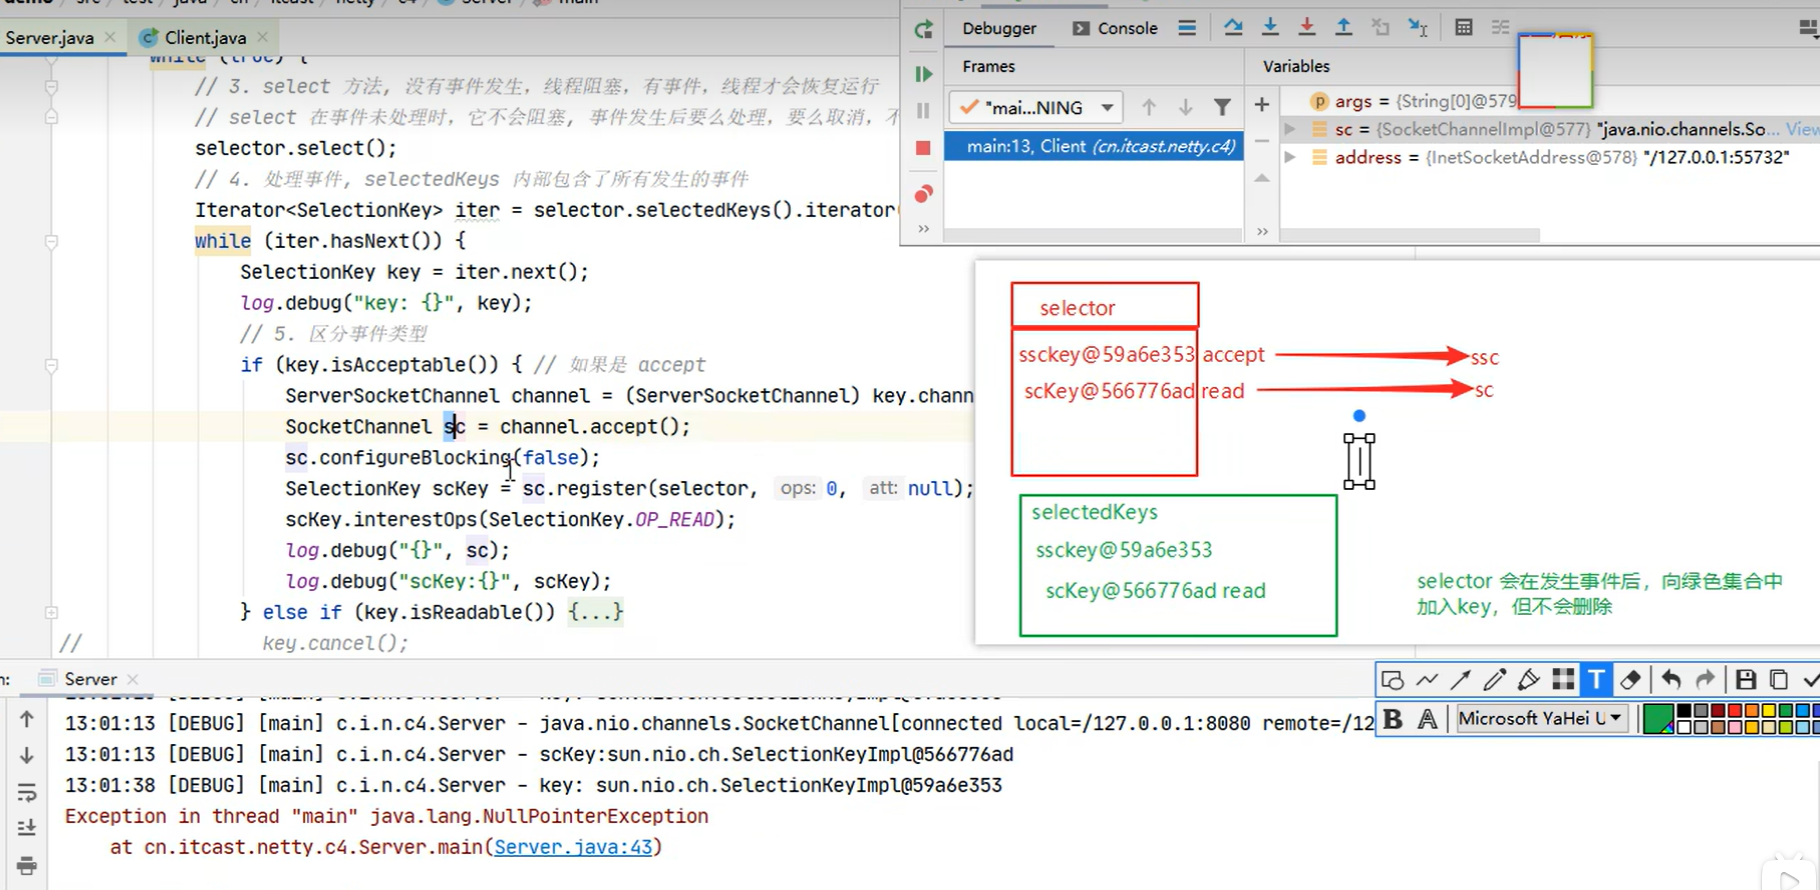 Server.java
Client.java
// 3. select 方法, 没有事件发生，线程阻塞，有事件，线程才会恢复运行
// select 在事件未处理时，它不会阻塞, 事件发生后要么处理，要么取消，不
selector.select();
// 4. 处理事件, selectedKeys 内部包含了所有发生的事件
Iterator<SelectionKey> iter = selector.selectedKeys().iterator(
while (iter.hasNext()) {
SelectionKey key = iter.next();
log.debug("key: {}", key);
// 5. 区分事件类型
if (key.isAcceptable()) { // 如果是 accept
ServerSocketChannel channel = (ServerSocketChannel) key.chann
SocketChannel sc = channel.accept();
sc.configureBlocking(false);
SelectionKey scKey = sc.register(selector, ops: 0, att: null);
scKey.interestOps(SelectionKey.OP_READ);
log.debug("{}", sc);
log.debug("scKey:{}", scKey);
} else if (key.isReadable()) {...}
// key.cancel();
Debugger
Console
Frames
Variables
"mai...NING
main:13, Client (cn.itcast.netty.c4)
args = {String[0]@579
sc = {SocketChannelImpl@577} "java.nio.channels.So... View
address = {InetSocketAddress@578} "/127.0.0.1:55732"
selector
ssckey@59a6e353 accept
ssc
scKey@566776ad read
sc
selectedKeys
ssckey@59a6e353
scKey@566776ad read
selector 会在发生事件后，向绿色集合中
加入key，但不会删除
Server
T
B A Microsoft YaHei U
13:01:13 [DEBUG] [main] c.i.n.c4.Server - java.nio.channels.SocketChannel[connected local=/127.0.0.1:8080 remote=/12
13:01:13 [DEBUG] [main] c.i.n.c4.Server - scKey:sun.nio.ch.SelectionKeyImpl@566776ad
13:01:38 [DEBUG] [main] c.i.n.c4.Server - key: sun.nio.ch.SelectionKeyImpl@59a6e353
Exception in thread "main" java.lang.NullPointerException
at cn.itcast.netty.c4.Server.main(Server.java:43)